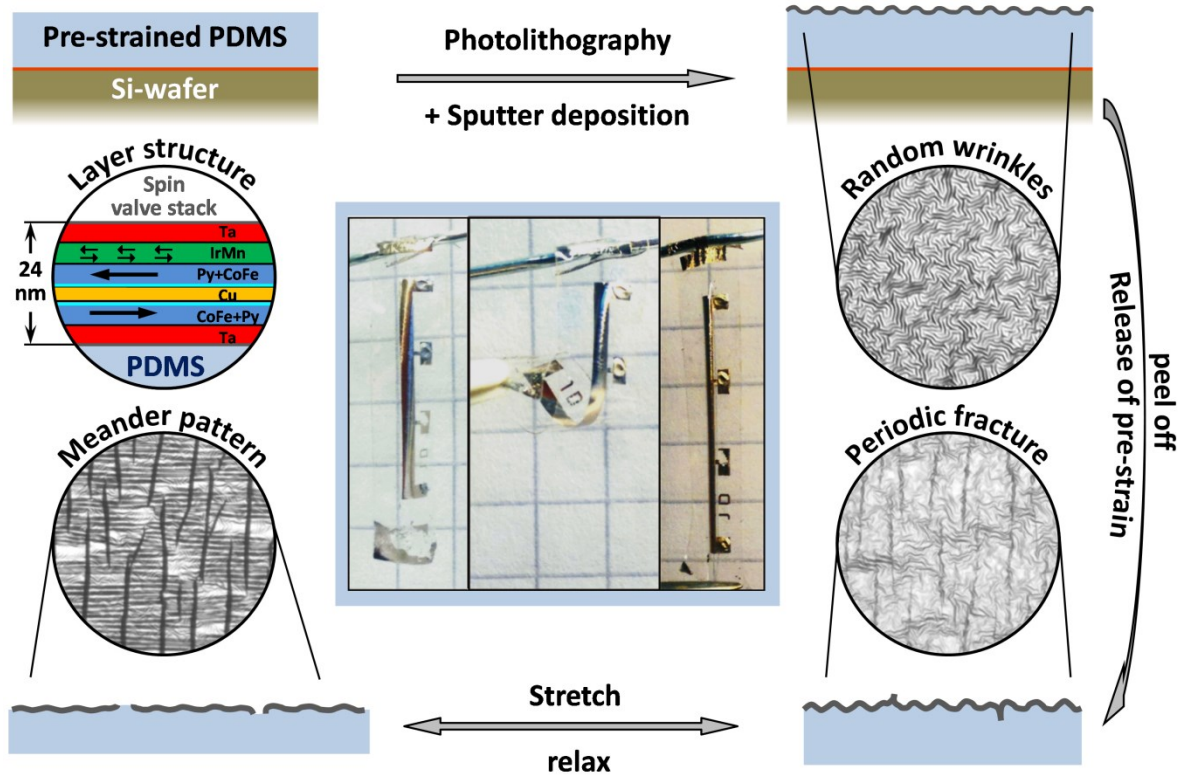 Pre-strained PDMS
Si-wafer
Photolithography
+ Sputter deposition
Layer structure
Spin
valve stack
Ta
IrMn
Py+CoFe
Cu
CoFe+Py
Ta
PDMS
24
nm
Random wrinkles
peel off
Release of pre-strain
Meander pattern
Periodic fracture
JD
Stretch
relax